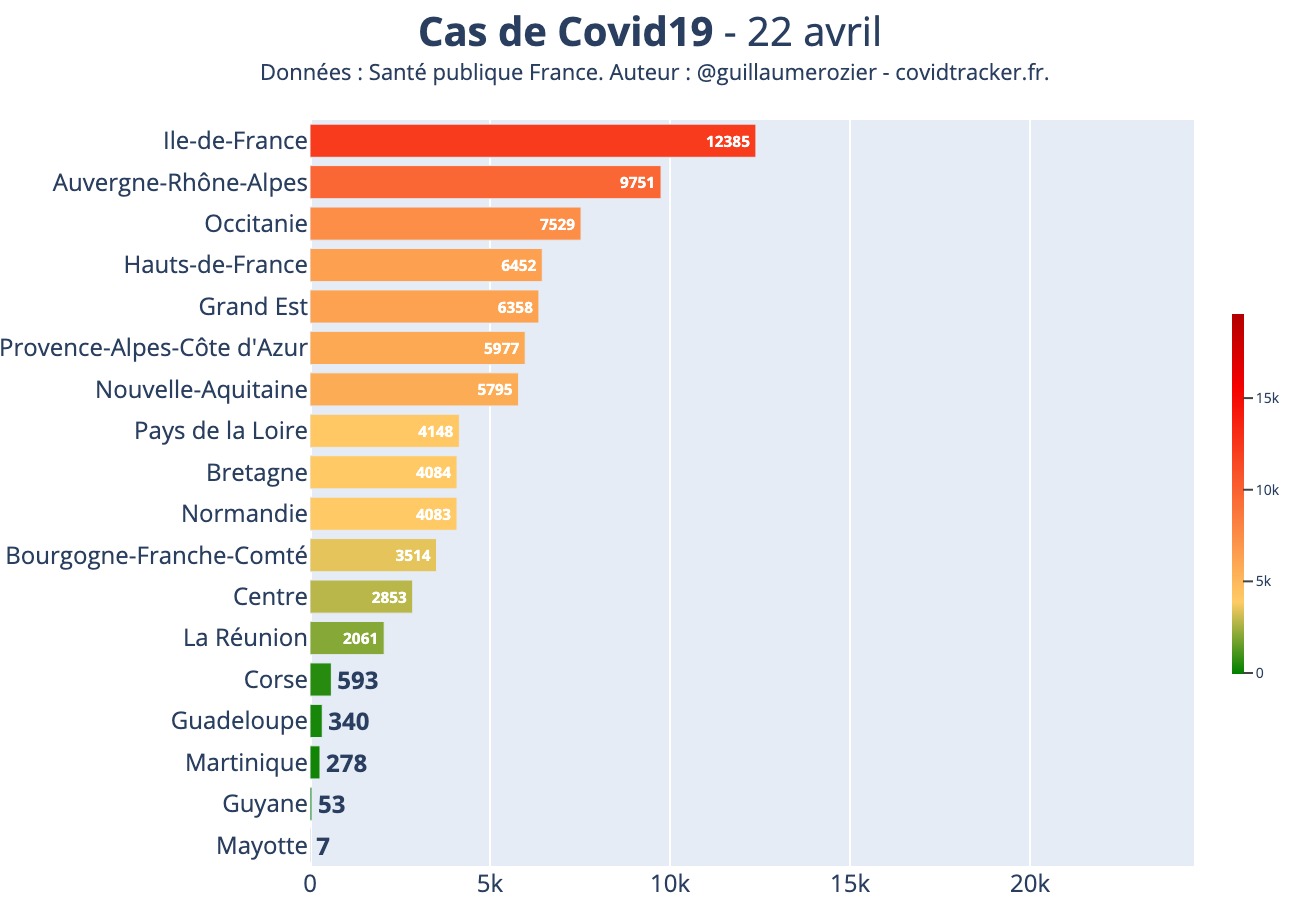 Cas de Covid19 - 22 avril
Données : Santé publique France. Auteur : @guillaumerozier - covidtracker.fr.
Ile-de-France 12385
Auvergne-Rhône-Alpes 9751
Occitanie 7529
Hauts-de-France 6452
Grand Est 6358
Provence-Alpes-Côte d'Azur 5977
Nouvelle-Aquitaine 5795
Pays de la Loire 4148
Bretagne 4084
Normandie 4083
Bourgogne-Franche-Comté 3514
Centre 2853
La Réunion 2061
Corse 593
Guadeloupe 340
Martinique 278
Guyane 53
Mayotte 7
0 5k 10k 15k 20k
15k
10k
5k
0